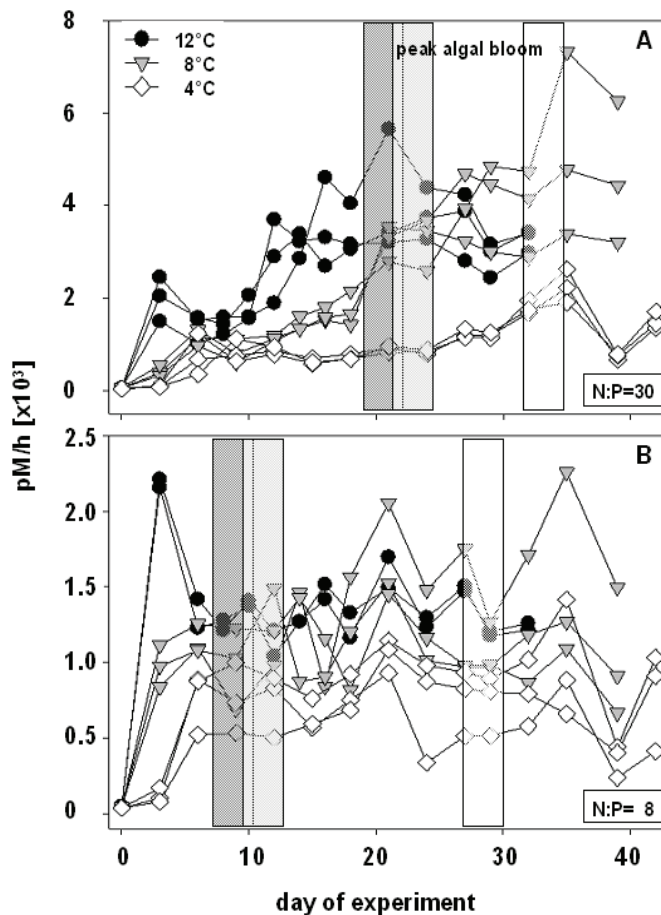 8
6
4
2
0
12°C
8°C
4°C
peak algal bloom
A
N:P=30
pM/h [x10³]
2.5
2.0
1.5
1.0
0.5
0
B
N:P= 8
0
10
20
30
40
day of experiment